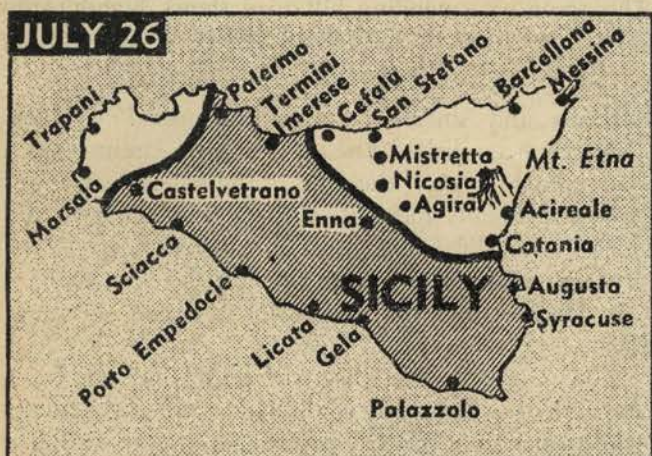 JULY 26
Palermo
Termini
Imerese
Cefalu
San Stefano
Barcellana
Messina
Trapani
Mistretta
Mt. Etna
Nicosia
Marsala
Castelvetrano
Agira
Acireale
Enna
Catania
Sciacca
SICILY
Augusta
Porto Empedocle
Licata
Gela
Syracuse
Palazzolo